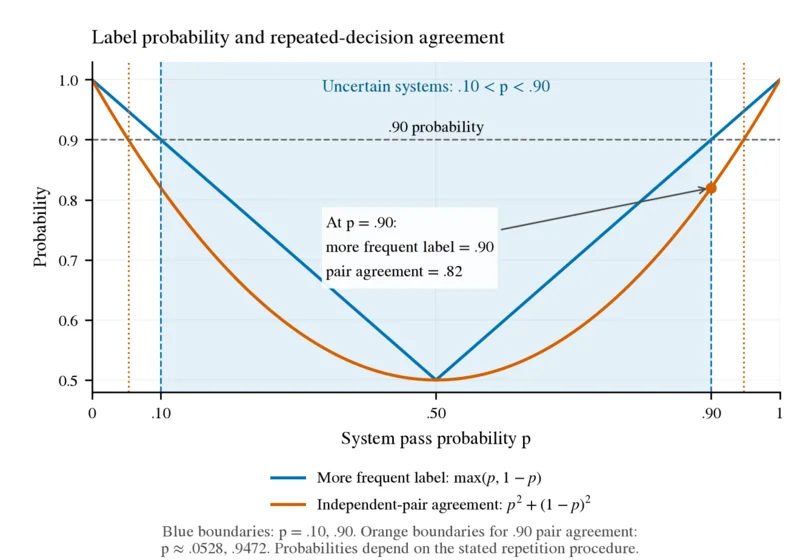 Label probability and repeated-decision agreement
Uncertain systems: .10 < p < .90
.90 probability
At p = .90:
more frequent label = .90
pair agreement = .82
Probability
1.0
0.9
0.8
0.7
0.6
0.5
0 .10 .50 .90 1
System pass probability p
More frequent label: max(p, 1 − p)
Independent-pair agreement: p² + (1 − p)²
Blue boundaries: p = .10, .90. Orange boundaries for .90 pair agreement:
p ≈ .0528, .9472. Probabilities depend on the stated repetition procedure.